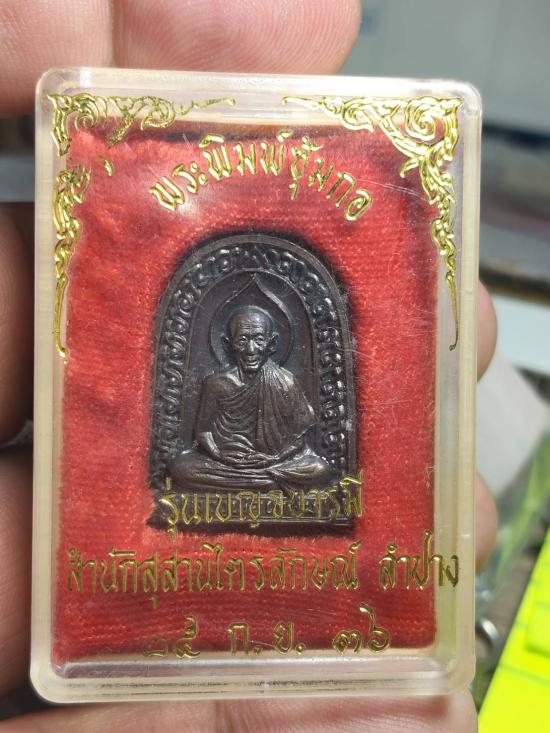 พระพิมพ์ซุ้มกอ
รุ่นเบญจบารมี
สำนักสุสานไตรลักษณ์ ลำปาง
๒๕ ก.ย. ๓๖